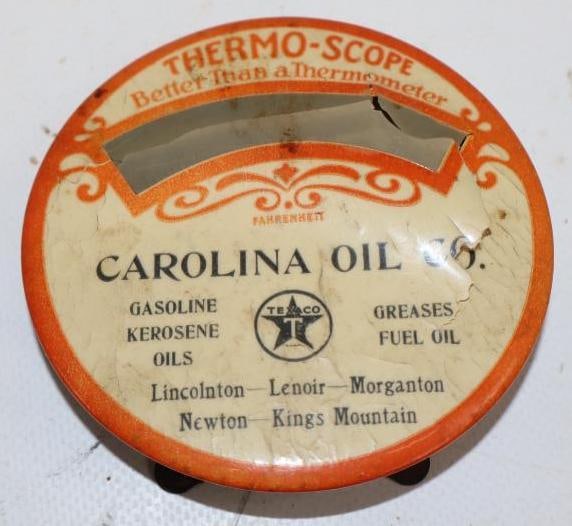 THERMO-SCOPE
Better Than a Thermometer
FAHRENHEIT
CAROLINA OIL CO.
GASOLINE
KEROSENE
OILS
TEXACO
T
GREASES
FUEL OIL
Lincolnton—Lenoir—Morganton
Newton—Kings Mountain